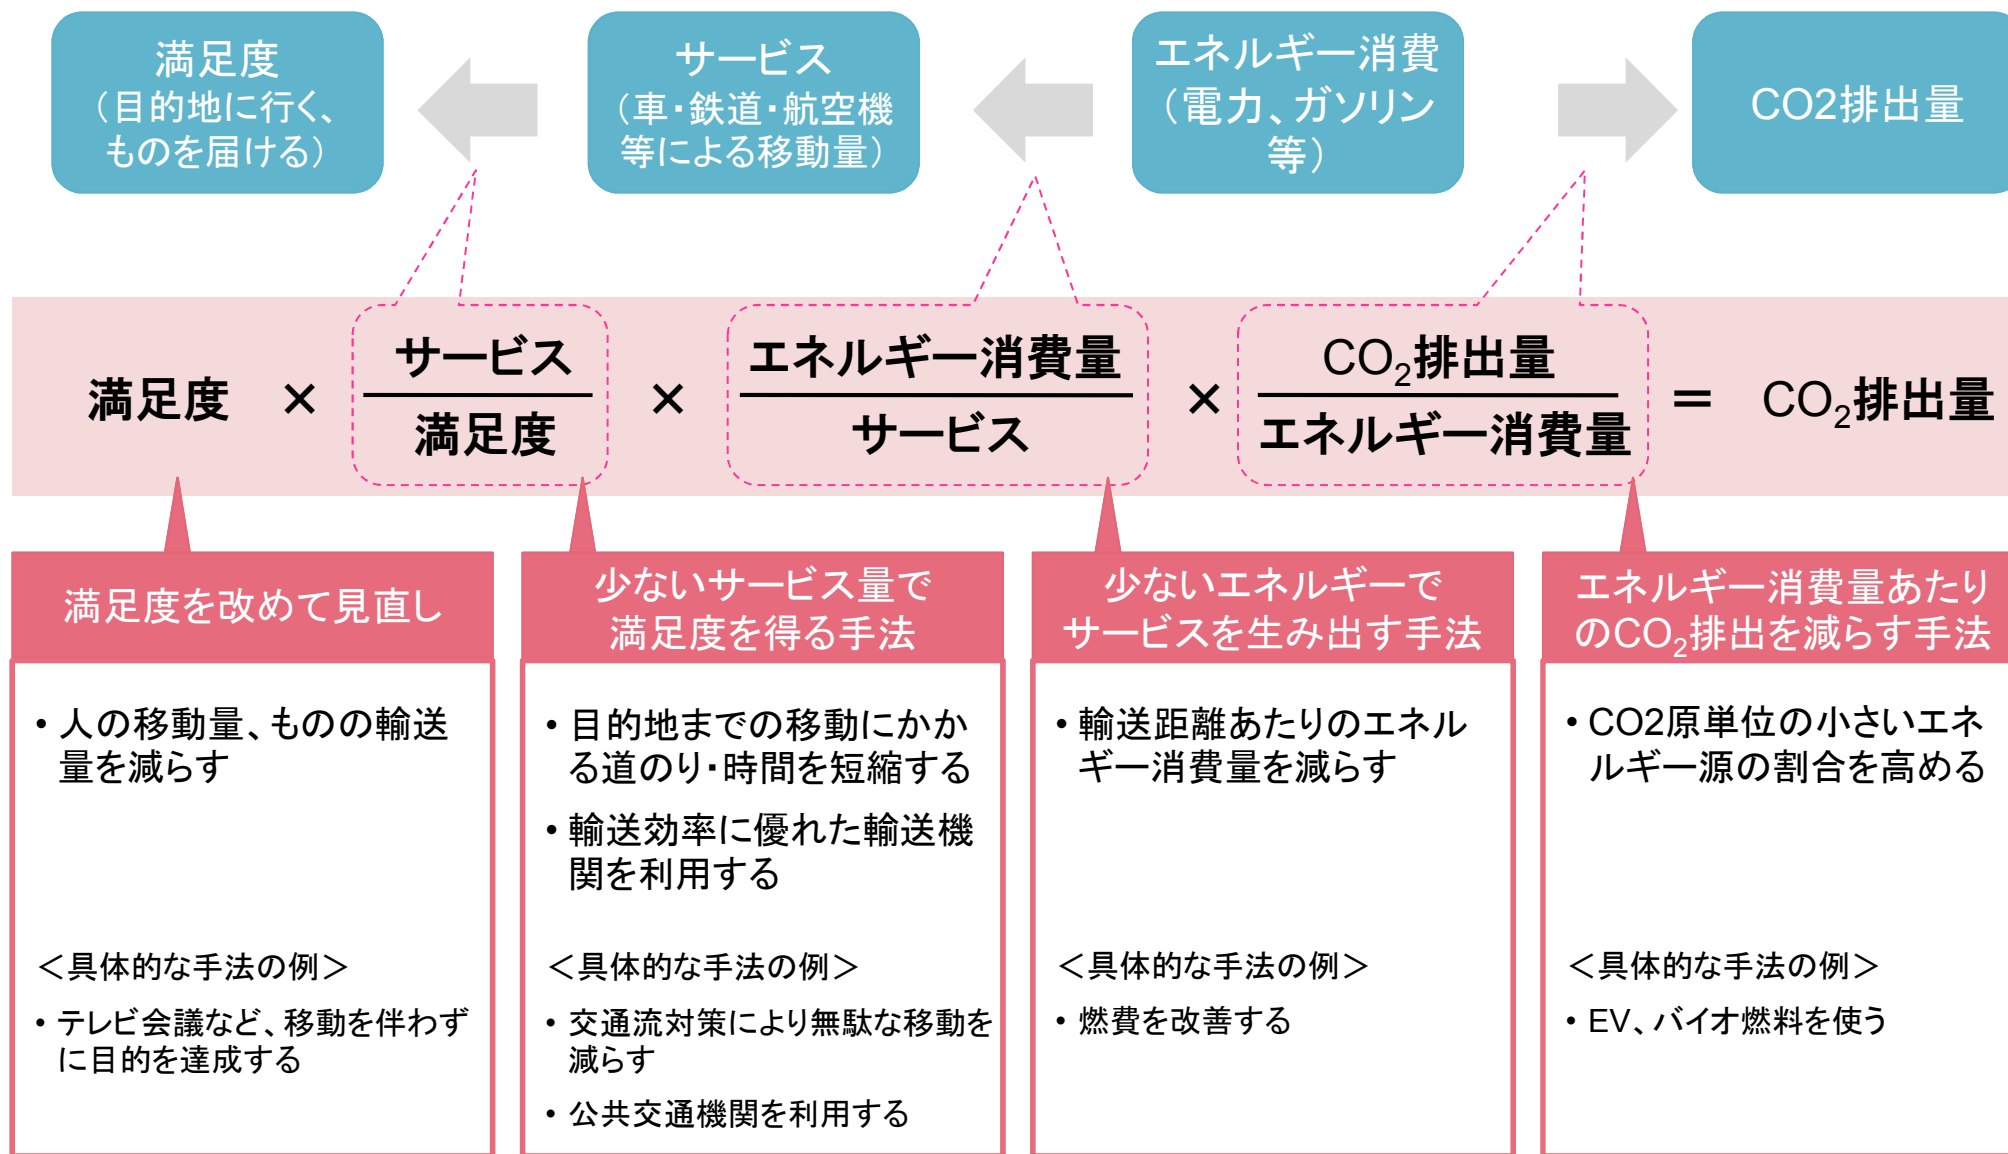 満足度
（目的地に行く、
ものを届ける）
サービス
（車・鉄道・航空機
等による移動量）
エネルギー消費
（電力、ガソリン
等）
CO2排出量
満足度 × サービス / 満足度 × エネルギー消費量 / サービス × CO₂排出量 / エネルギー消費量 ＝ CO₂排出量
満足度を改めて見直し
・人の移動量、ものの輸送
量を減らす
＜具体的な手法の例＞
・テレビ会議など、移動を伴わず
に目的を達成する
少ないサービス量で
満足度を得る手法
・目的地までの移動にかか
る道のり・時間を短縮する
・輸送効率に優れた輸送機
関を利用する
＜具体的な手法の例＞
・交通流対策により無駄な移動を
減らす
・公共交通機関を利用する
少ないエネルギーで
サービスを生み出す手法
・輸送距離あたりのエネル
ギー消費量を減らす
＜具体的な手法の例＞
・燃費を改善する
エネルギー消費量あたり
のCO₂排出を減らす手法
・CO2原単位の小さいエネ
ルギー源の割合を高める
＜具体的な手法の例＞
・EV、バイオ燃料を使う